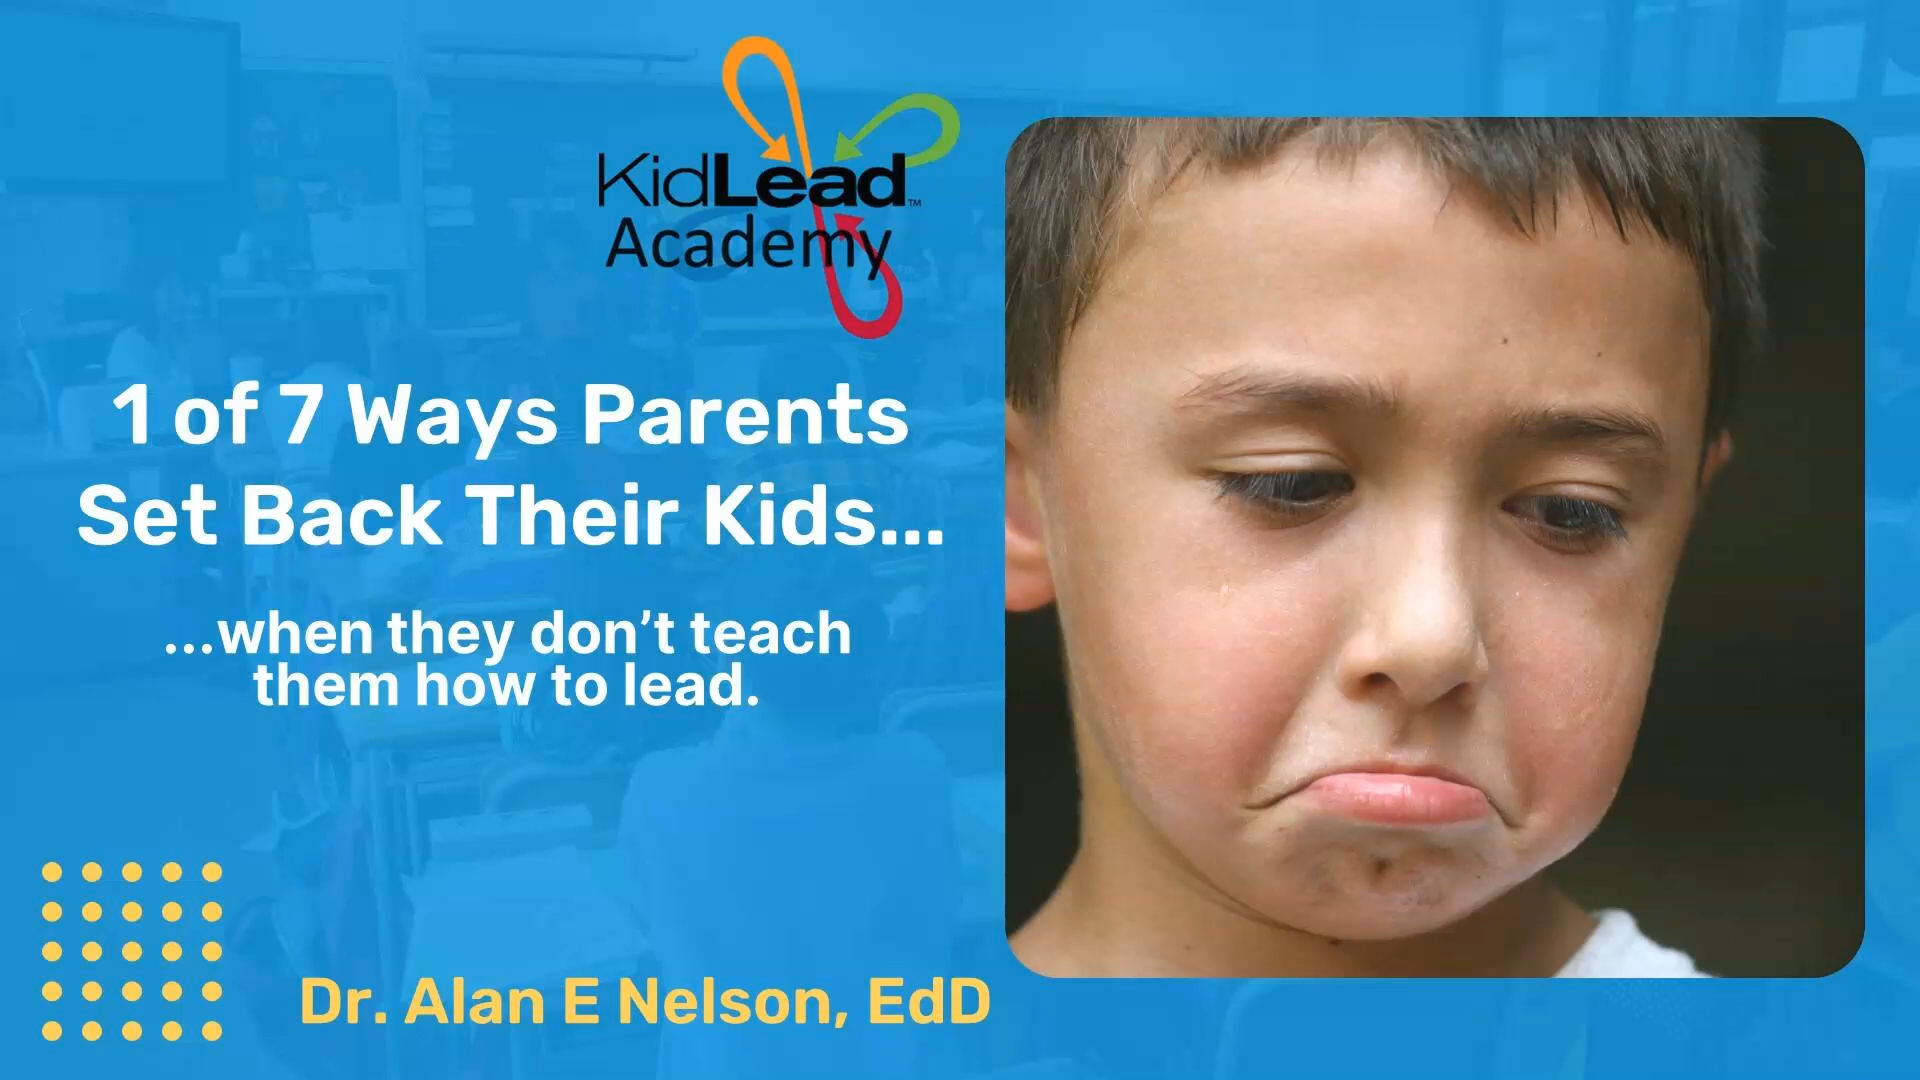 KidLead™
Academy
1 of 7 Ways Parents
Set Back Their Kids...
...when they don’t teach
them how to lead.
Dr. Alan E Nelson, EdD